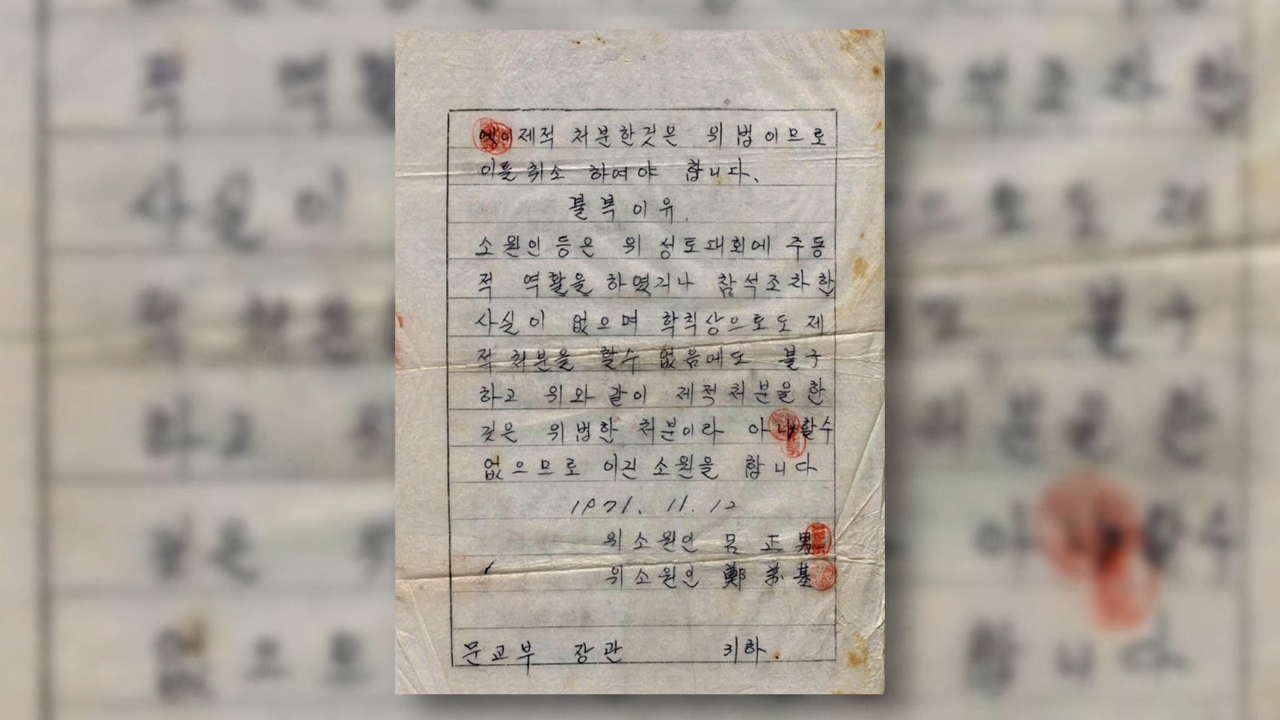 제적 처분한것은 위법이므로
이를 취소 하여야 합니다.
불복이유.
소원인등은 위 성토대회에 주동
적 역활을 하였거나 참석조차한
사실이 없으며 학칙상으로도 제
적처분을 할수 없음에도 불구
하고 위와 같이 제적처분을 한
것은 위법한 처분이라 아니할수
없으므로 이건 소원을 합니다
1971. 11. 12
위 소원인 呂正男
위 소원인 鄭 基
문교부 장관 귀하.